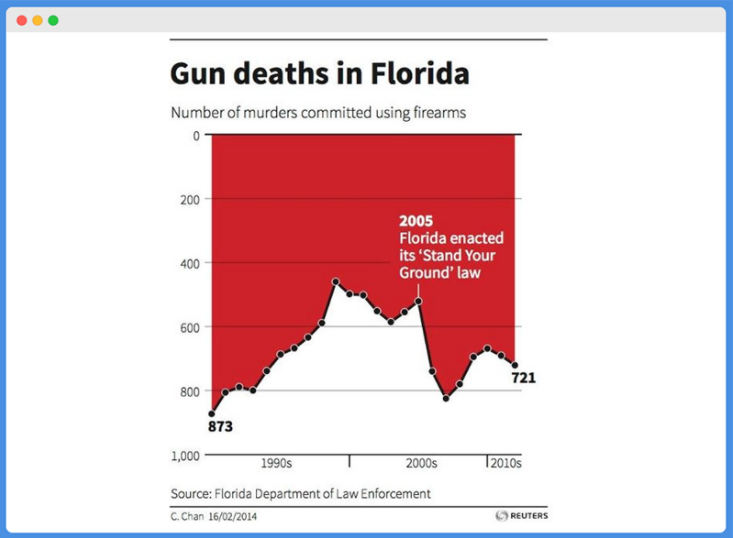 Gun deaths in Florida
Number of murders committed using firearms
0
200
400
600
800
1,000
2005
Florida enacted
its ‘Stand Your
Ground’ law
873
721
1990s
2000s
2010s
Source: Florida Department of Law Enforcement
C. Chan 16/02/2014
REUTERS